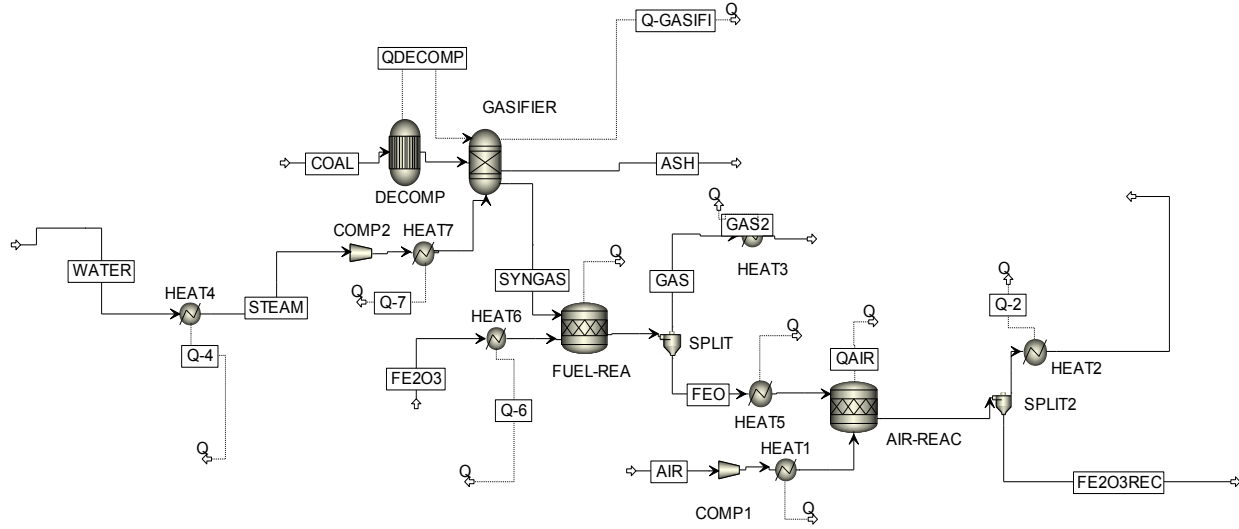 Q-GASIFI
Q
QDECOMP
GASIFIER
COAL
DECOMP
ASH
WATER
COMP2
HEAT7
Q
GAS2
HEAT3
HEAT4
STEAM
Q
Q-7
SYNGAS
Q
GAS
Q
Q-2
Q-4
HEAT6
FUEL-REA
SPLIT
Q
Q
QAIR
HEAT2
FE2O3
FEO
HEAT5
SPLIT2
Q-6
AIR-REAC
Q
Q
HEAT1
AIR
COMP1
Q
FE2O3REC